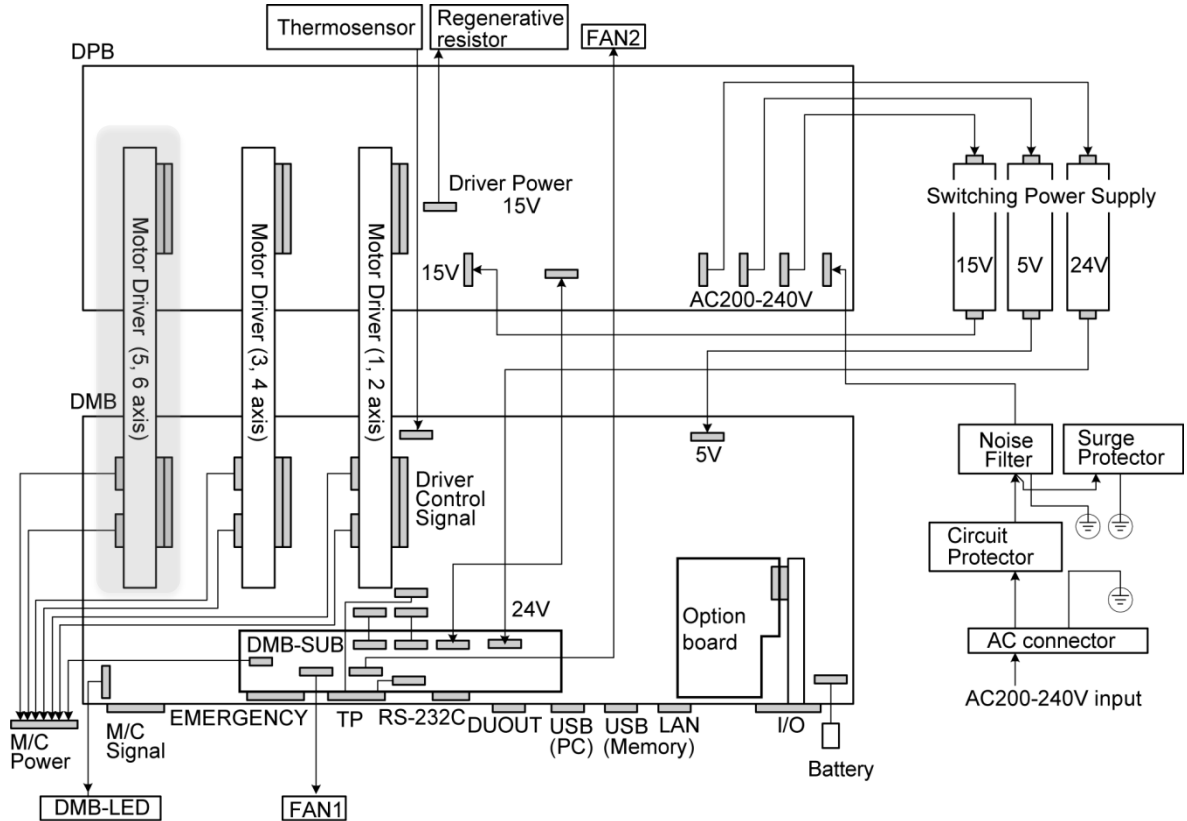 Thermosensor
Regenerative
resistor
FAN2
DPB
Driver Power
15V
Switching Power Supply
15V
AC200-240V
15V
5V
24V
Motor Driver (5, 6 axis)
Motor Driver (3, 4 axis)
Motor Driver (1, 2 axis)
DMB
5V
Driver
Control
Signal
Noise
Filter
Surge
Protector
Circuit
Protector
24V
Option
board
DMB-SUB
AC connector
AC200-240V input
EMERGENCY
TP
RS-232C
DUOUT
USB
(PC)
USB
(Memory)
LAN
I/O
M/C
Power
M/C
Signal
Battery
DMB-LED
FAN1